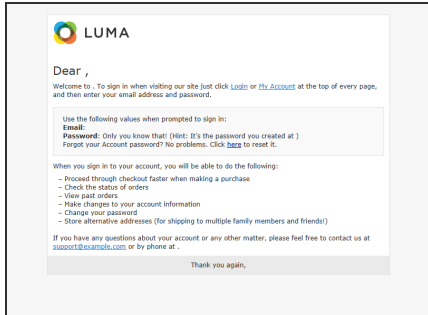 LUMA
Dear ,
Welcome to . To sign in when visiting our site just click Login or My Account at the top of every page,
and then enter your email address and password.
Use the following values when prompted to sign in:
Email:
Password: Only you know that! (Hint: It's the password you created at )
Forgot your Account password? No problems. Click here to reset it.
When you sign in to your account, you will be able to do the following:
– Proceed through checkout faster when making a purchase
– Check the status of orders
– View past orders
– Make changes to your account information
– Change your password
– Store alternative addresses (for shipping to multiple family members and friends!)
If you have any questions about your account or any other matter, please feel free to contact us at
support@example.com or by phone at .
Thank you again,